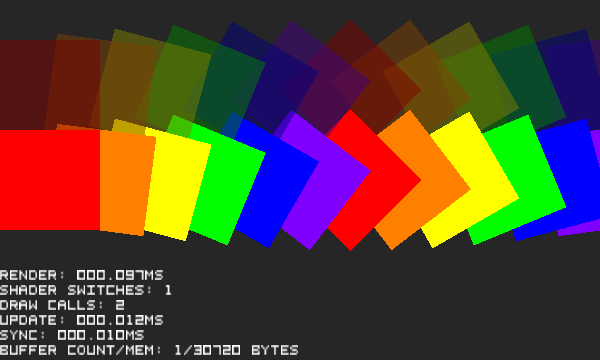 RENDER: 000.097MS
SHADER SWITCHES: 1
DRAW CALLS: 2
UPDATE: 000.012MS
SYNC: 000.010MS
BUFFER COUNT/MEM: 1/30720 BYTES